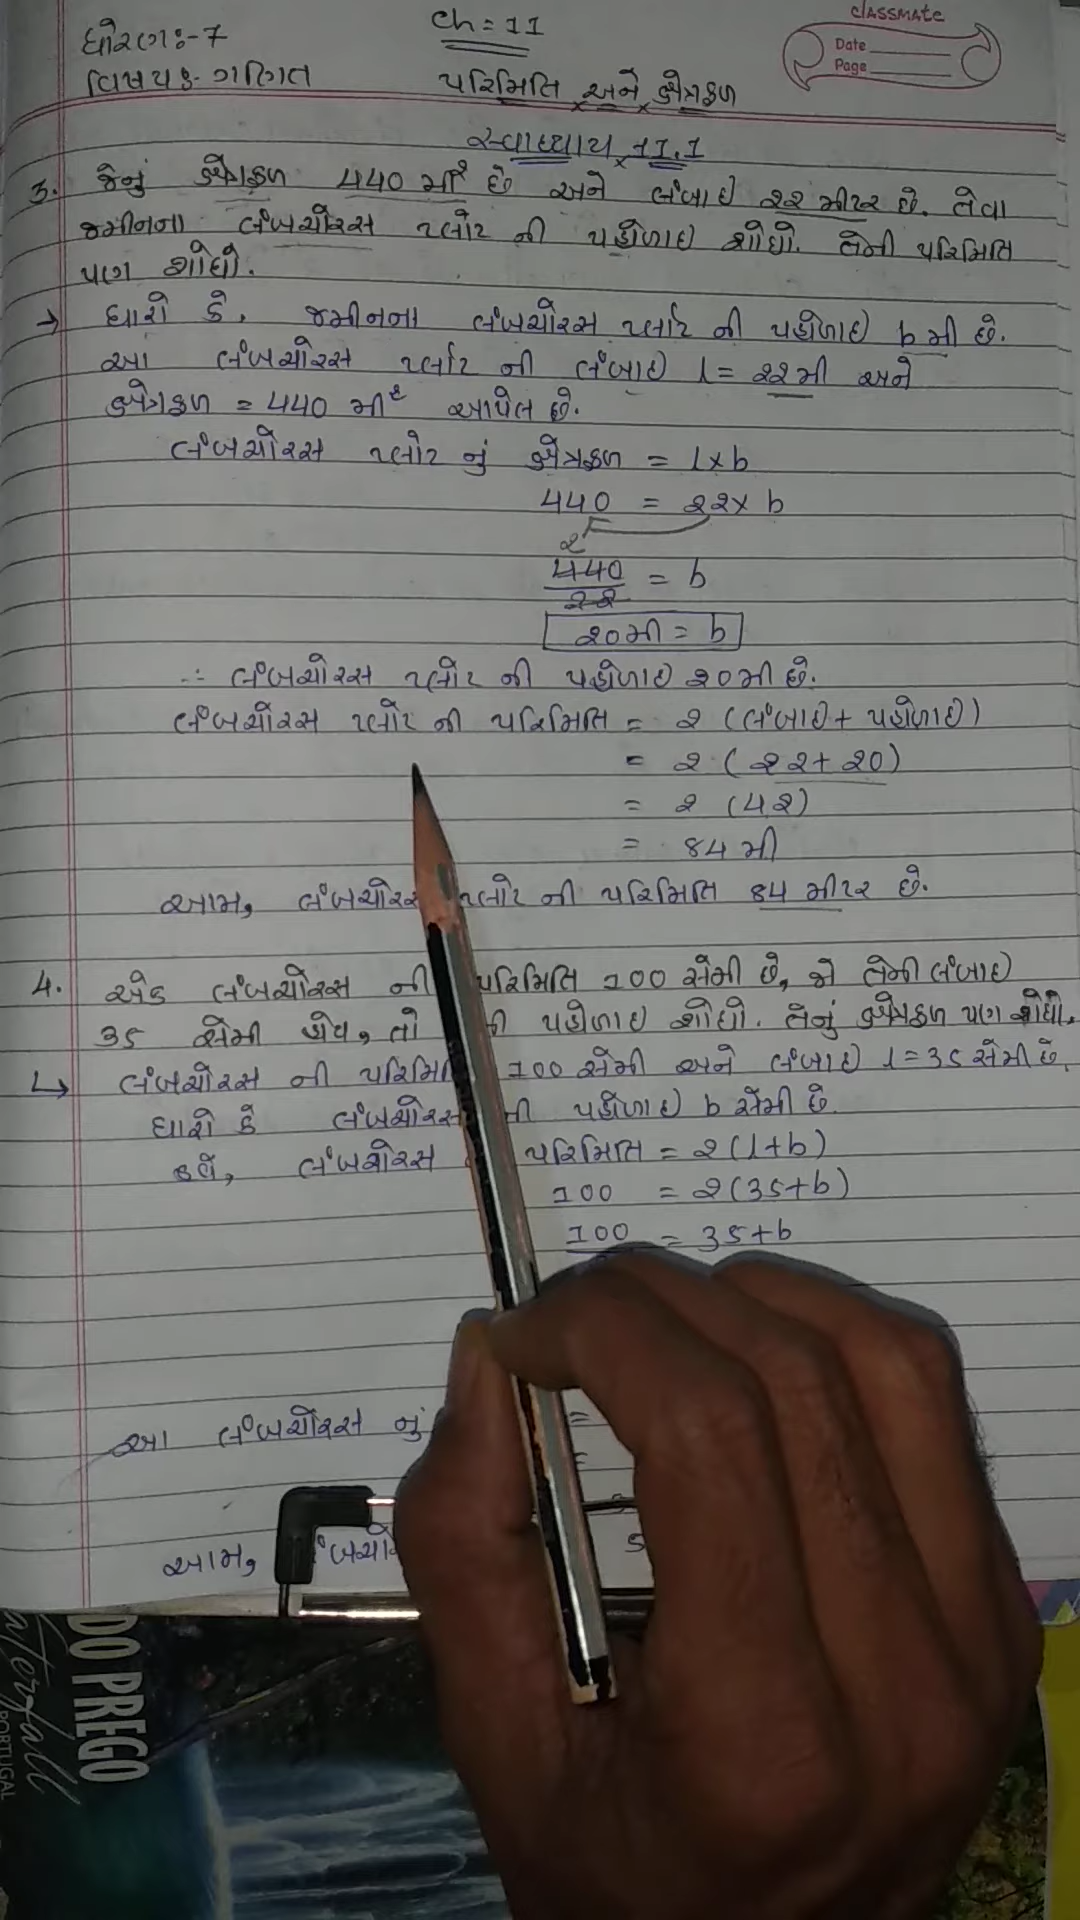 Ch = 11
classmate
Date
Page
ધોરણઃ-7
વિષયઃ- ગણિત
પરિમિતિ અને ક્ષેત્રફળ
સ્વાધ્યાય 11.1
3. જેનું ક્ષેત્રફળ 440 મી² છે અને લંબાઇ 22 મીટર છે. તેવા
જમીનના લંબચોરસ પ્લોટ ની પહોળાઇ શોધો. તેની પરિમિતિ
પણ શોધો.
→ ધારો કે, જમીનના લંબચોરસ પ્લોટ ની પહોળાઇ b મી છે.
આ લંબચોરસ પ્લોટ ની લંબાઇ l = 22 મી અને
ક્ષેત્રફળ = 440 મી² આપેલ છે.
લંબચોરસ પ્લોટ નું ક્ષેત્રફળ = l × b
440 = 22 × b
2
440 = b
22
20 મી = b
∴ લંબચોરસ પ્લોટ ની પહોળાઇ 20 મી છે.
લંબચોરસ પ્લોટ ની પરિમિતિ = 2 (લંબાઇ + પહોળાઇ)
= 2 (22 + 20)
= 2 (42)
= 84 મી
આમ, લંબચોરસ પ્લોટ ની પરિમિતિ 84 મીટર છે.
4. એક લંબચોરસ ની પરિમિતિ 100 સેમી છે, જો તેની લંબાઇ
35 સેમી હોય, તો ની પહોળાઇ શોધો. તેનું ક્ષેત્રફળ પણ શોધો.
↳ લંબચોરસ ની પરિમિ 100 સેમી અને લંબાઇ l = 35 સેમી છે.
ધારો કે લંબચોરસ ની પહોળાઇ b સેમી છે
હવે, લંબચોરસ પરિમિતિ = 2(l+b)
100 = 2(35+b)
100 = 35+b
આ લંબચોરસ નું =
=
આમ, લંબચો
DO PREGO
PORTUGAL